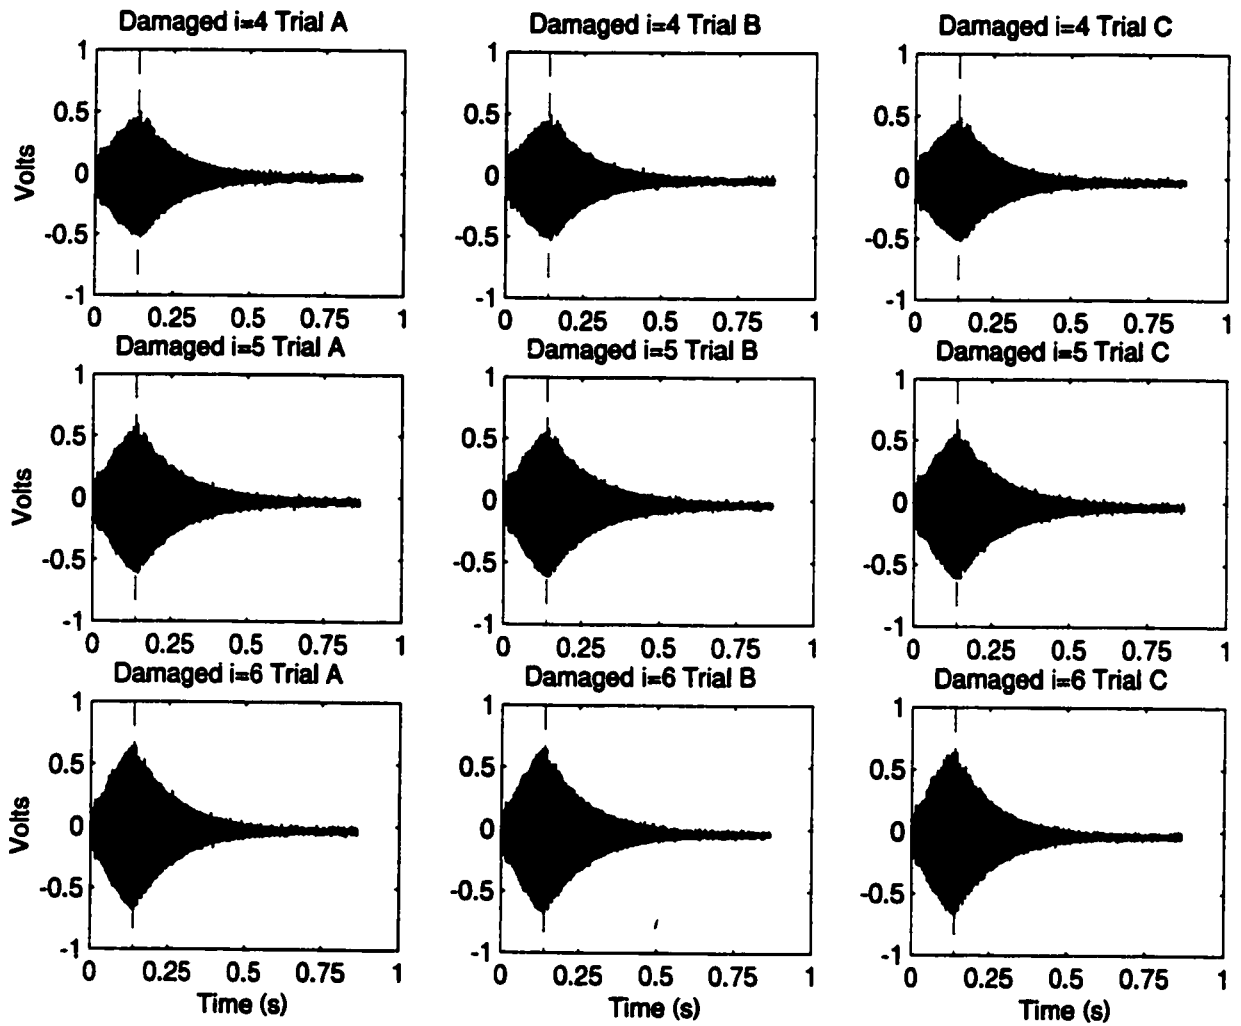 Damaged i=4 Trial A
Damaged i=4 Trial B
Damaged i=4 Trial C
1
0.5
0
-0.5
-1
Volts
0 0.25 0.5 0.75 1
1
0.5
0
-0.5
-1
0 0.25 0.5 0.75 1
1
0.5
0
-0.5
-1
0 0.25 0.5 0.75 1
Damaged i=5 Trial A
Damaged i=5 Trial B
Damaged i=5 Trial C
1
0.5
0
-0.5
-1
Volts
0 0.25 0.5 0.75 1
1
0.5
0
-0.5
-1
0 0.25 0.5 0.75 1
1
0.5
0
-0.5
-1
0 0.25 0.5 0.75 1
Damaged i=6 Trial A
Damaged i=6 Trial B
Damaged i=6 Trial C
1
0.5
0
-0.5
-1
Volts
0 0.25 0.5 0.75 1
Time (s)
1
0.5
0
-0.5
-1
0 0.25 0.5 0.75 1
Time (s)
1
0.5
0
-0.5
-1
0 0.25 0.5 0.75 1
Time (s)